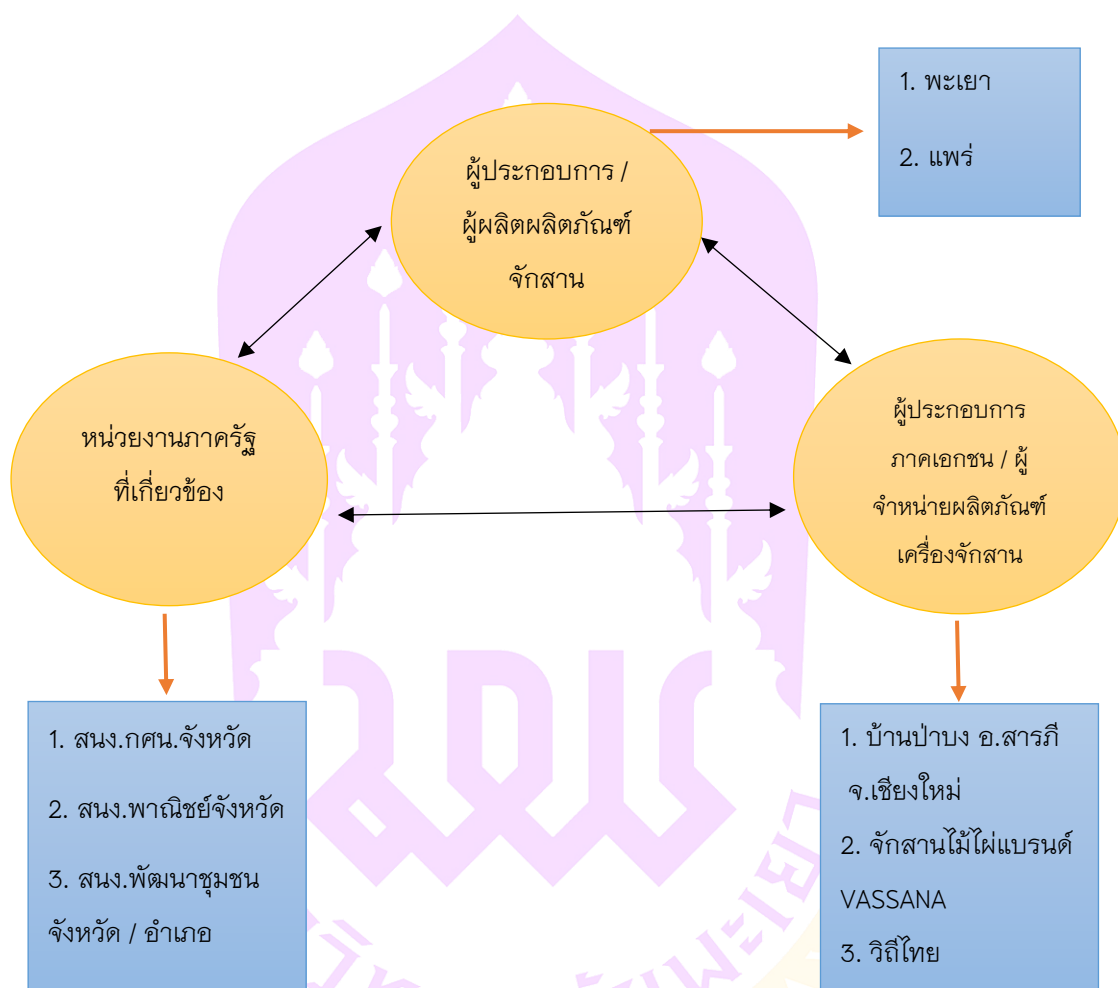 1. พะเยา
2. แพร่
ผู้ประกอบการ /
ผู้ผลิตผลิตภัณฑ์
จักสาน
หน่วยงานภาครัฐ
ที่เกี่ยวข้อง
ผู้ประกอบการ
ภาคเอกชน / ผู้
จำหน่ายผลิตภัณฑ์
เครื่องจักสาน
1. สนง.กศน.จังหวัด
2. สนง.พาณิชย์จังหวัด
3. สนง.พัฒนาชุมชน
จังหวัด / อำเภอ
1. บ้านป่าบง อ.สารภี
จ.เชียงใหม่
2. จักสานไม้ไผ่แบรนด์
VASSANA
3. วิถีไทย